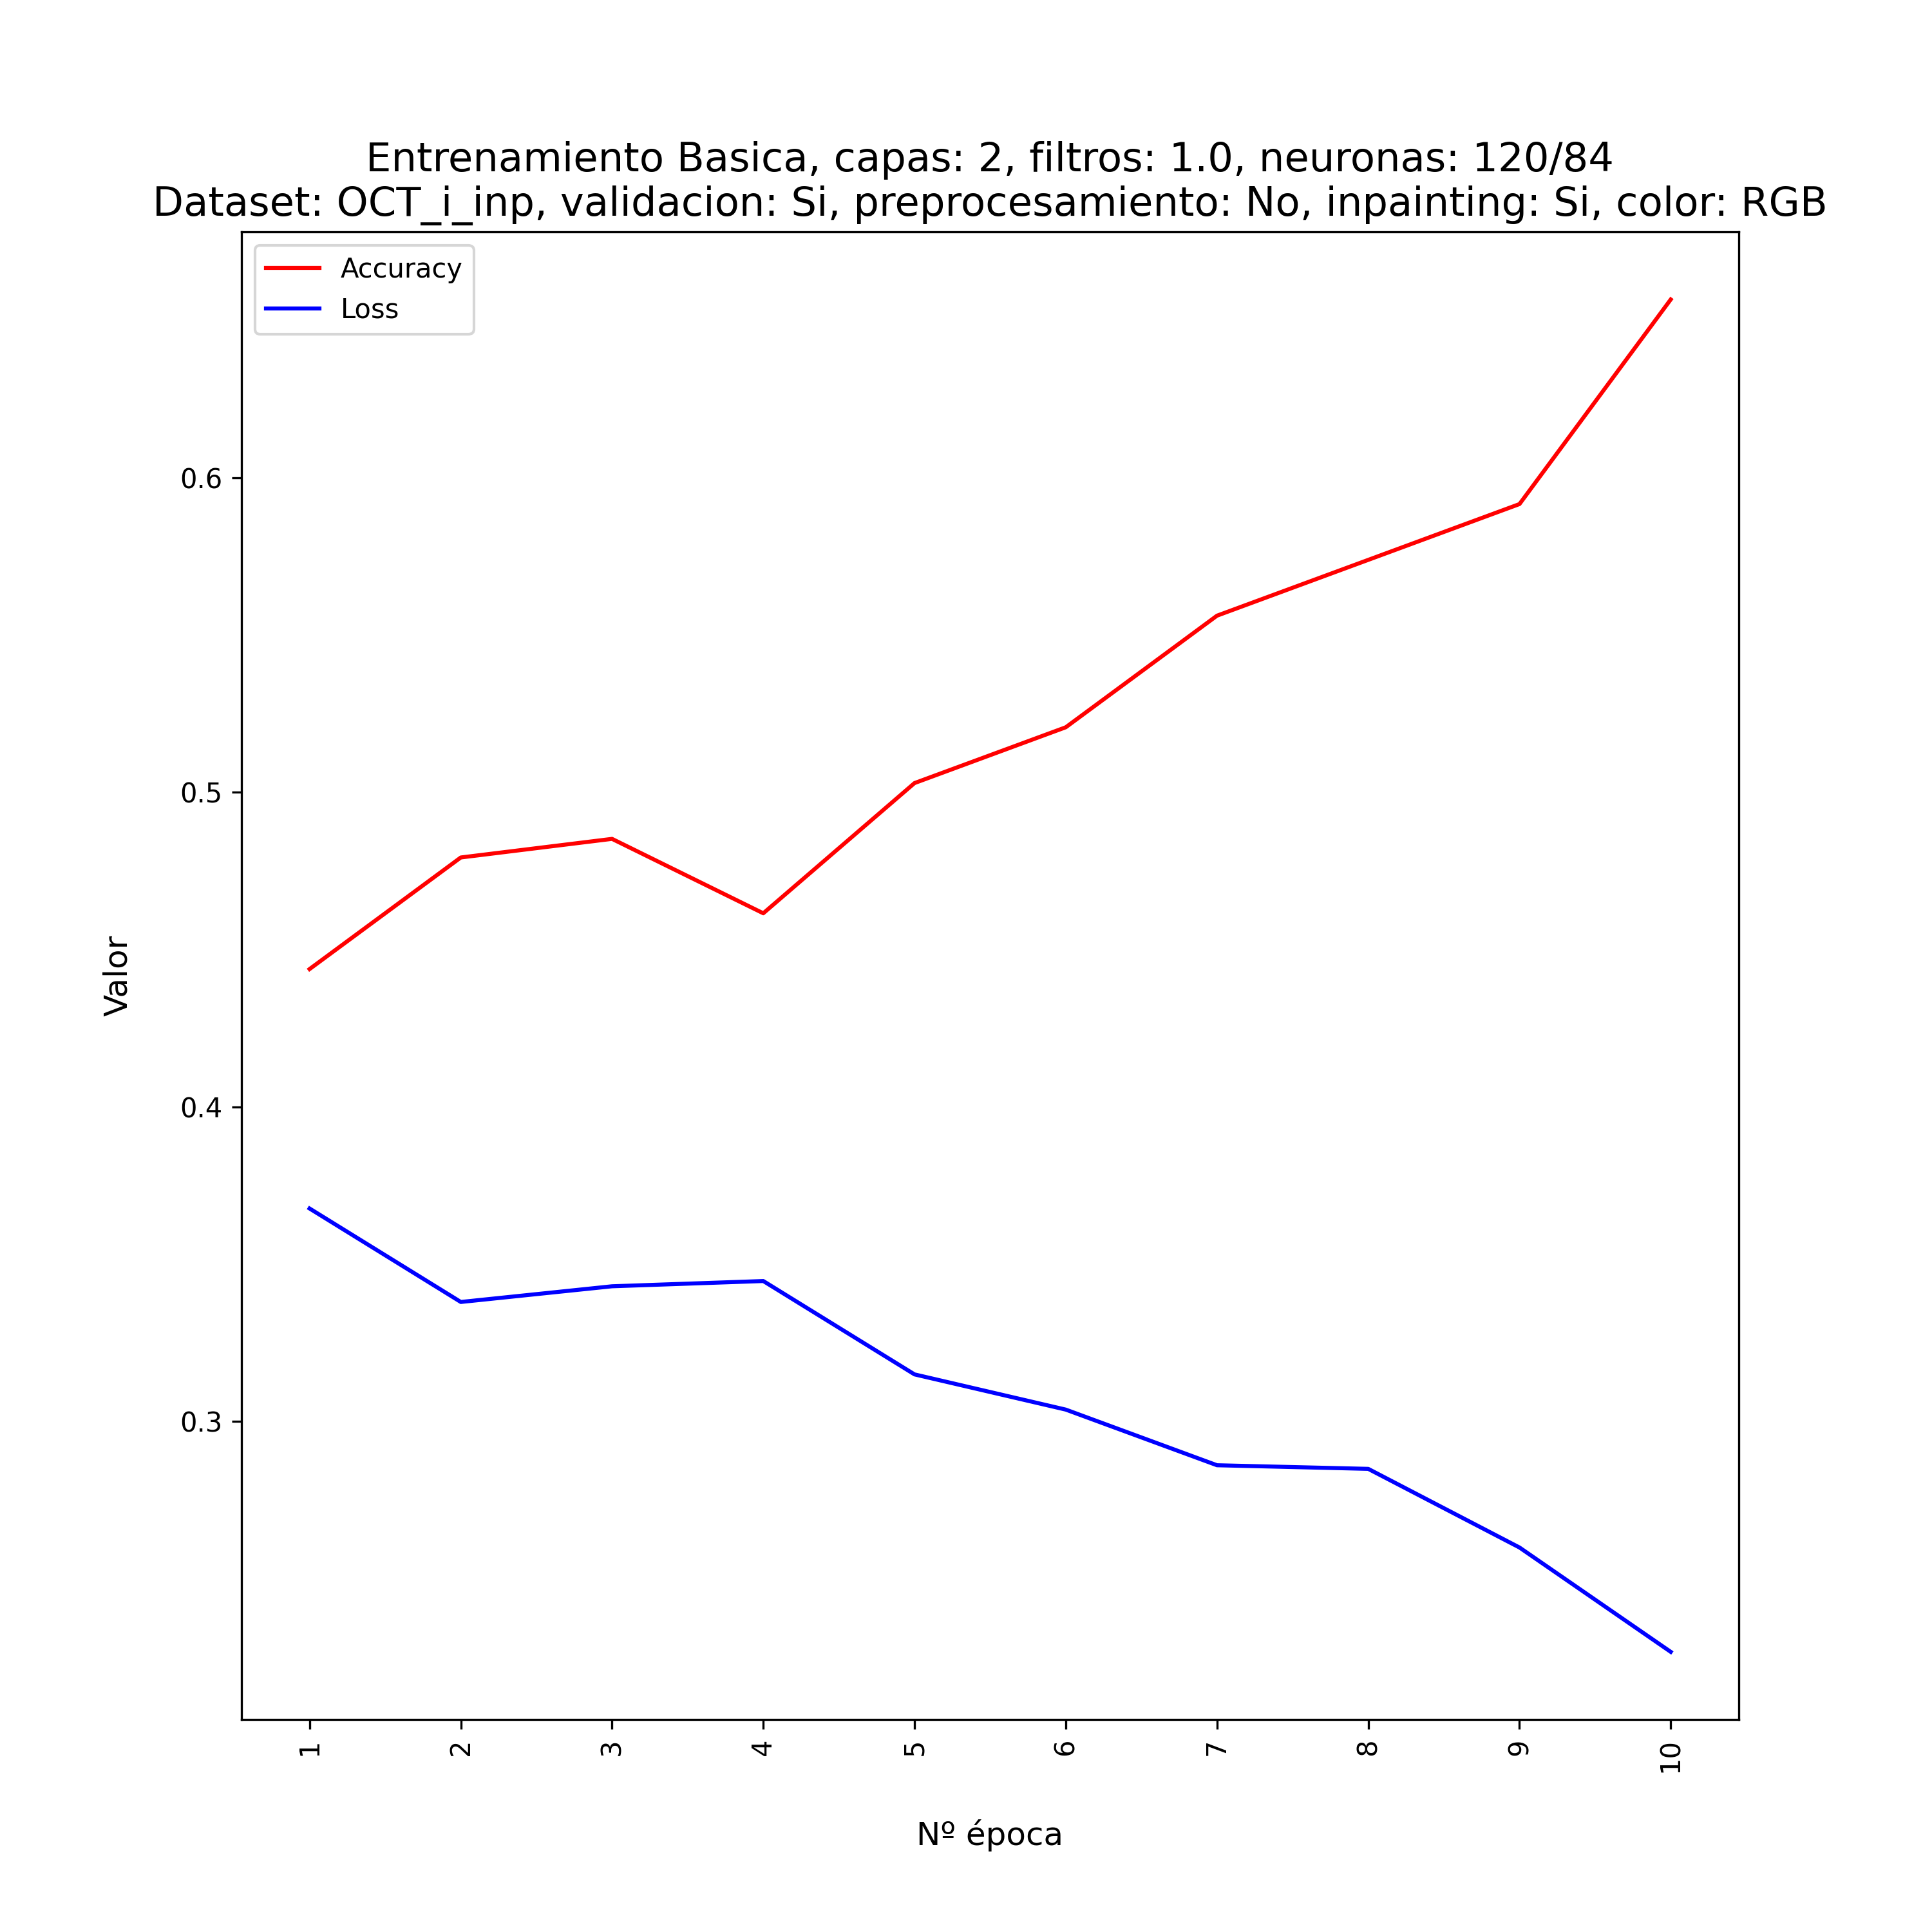 Entrenamiento Basica, capas: 2, filtros: 1.0, neuronas: 120/84
Dataset: OCT_i_inp, validacion: Si, preprocesamiento: No, inpainting: Si, color: RGB
Accuracy
Loss
0.6
0.5
0.4
0.3
Valor
1
2
3
4
5
6
7
8
9
10
Nº época